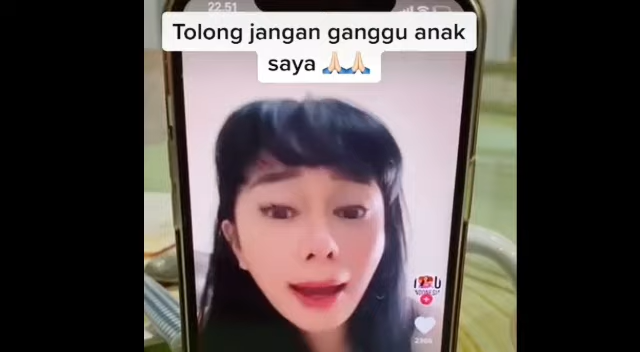 22.51
Tolong jangan ganggu anak
saya 🙏🏻🙏🏻